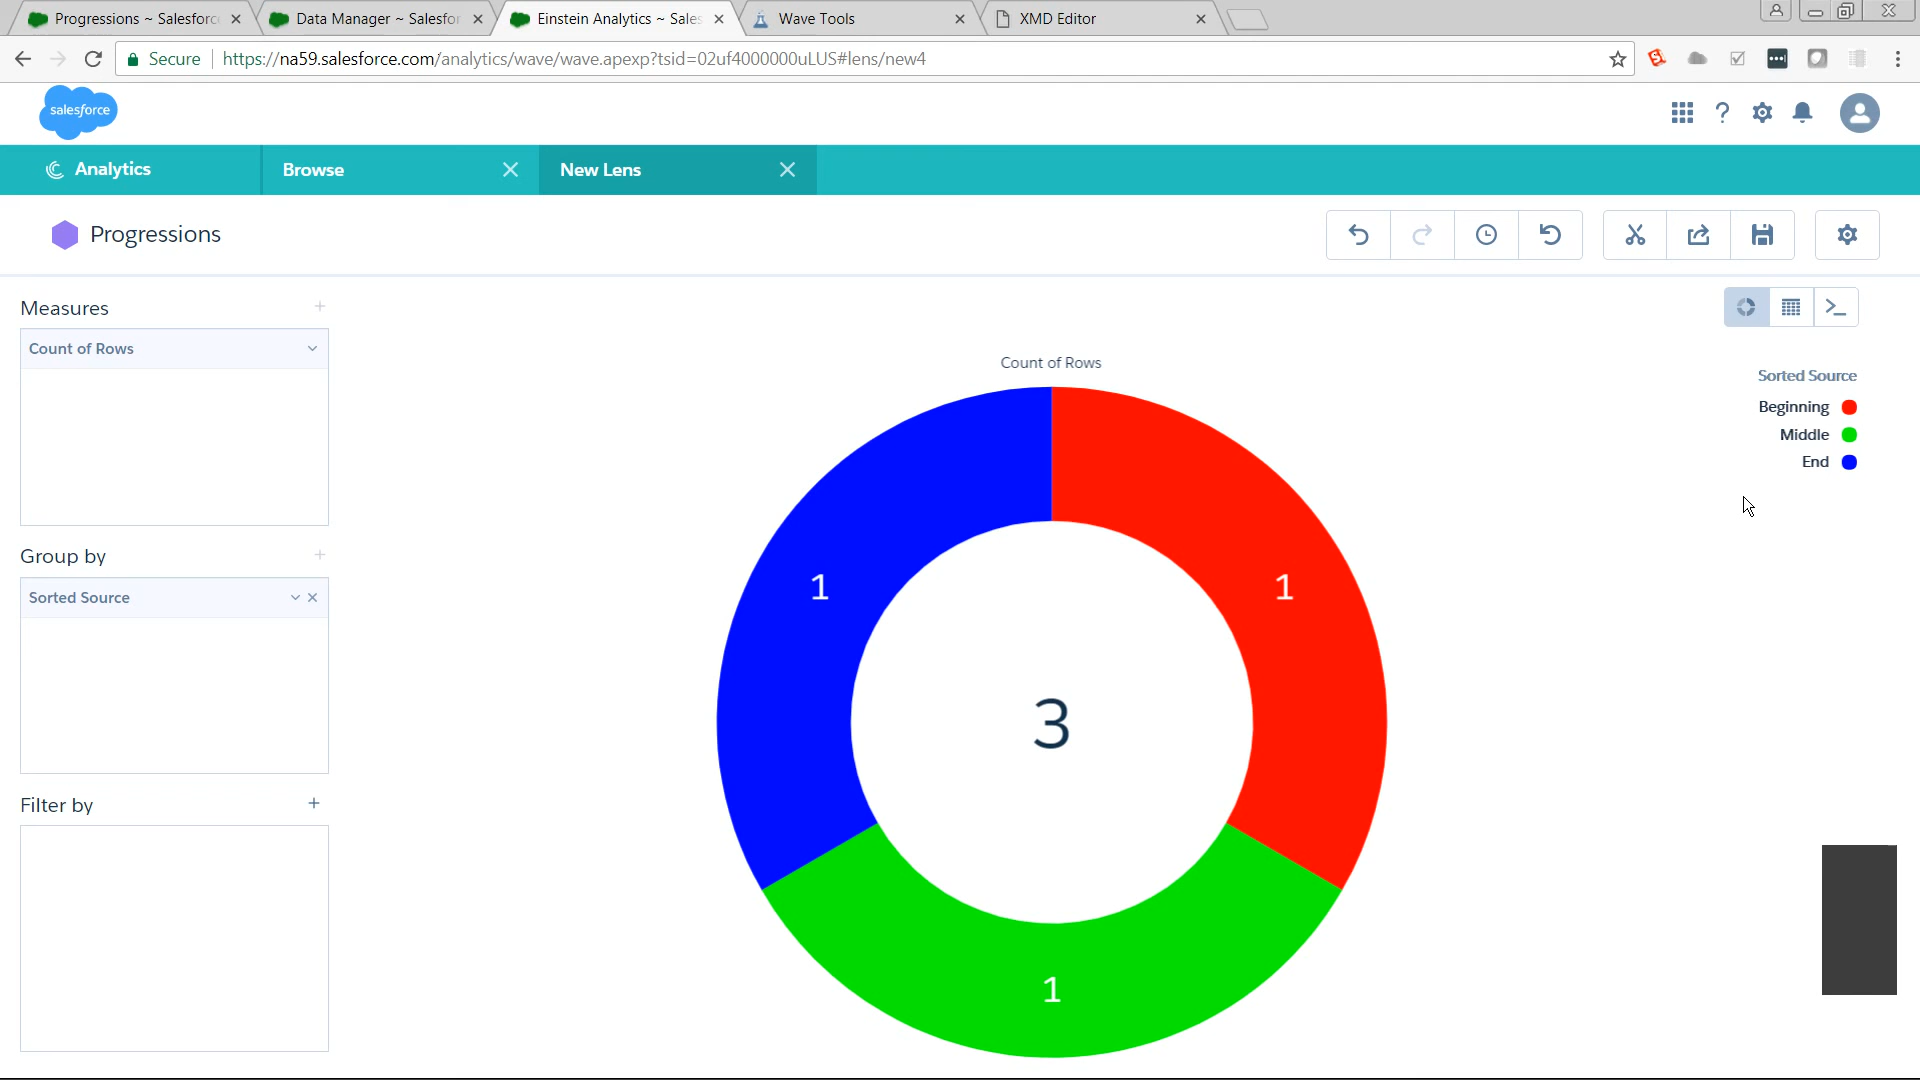 Progressions ~ Salesforc
Data Manager ~ Salesfor
Einstein Analytics ~ Sales
Wave Tools
XMD Editor
Secure
https://na59.salesforce.com/analytics/wave/wave.apexp?tsid=02uf4000000uLUS#lens/new4
salesforce
Analytics
Browse
New Lens
Progressions
Measures
Count of Rows
Group by
Sorted Source
Filter by
Count of Rows
1
1
3
1
Sorted Source
Beginning
Middle
End